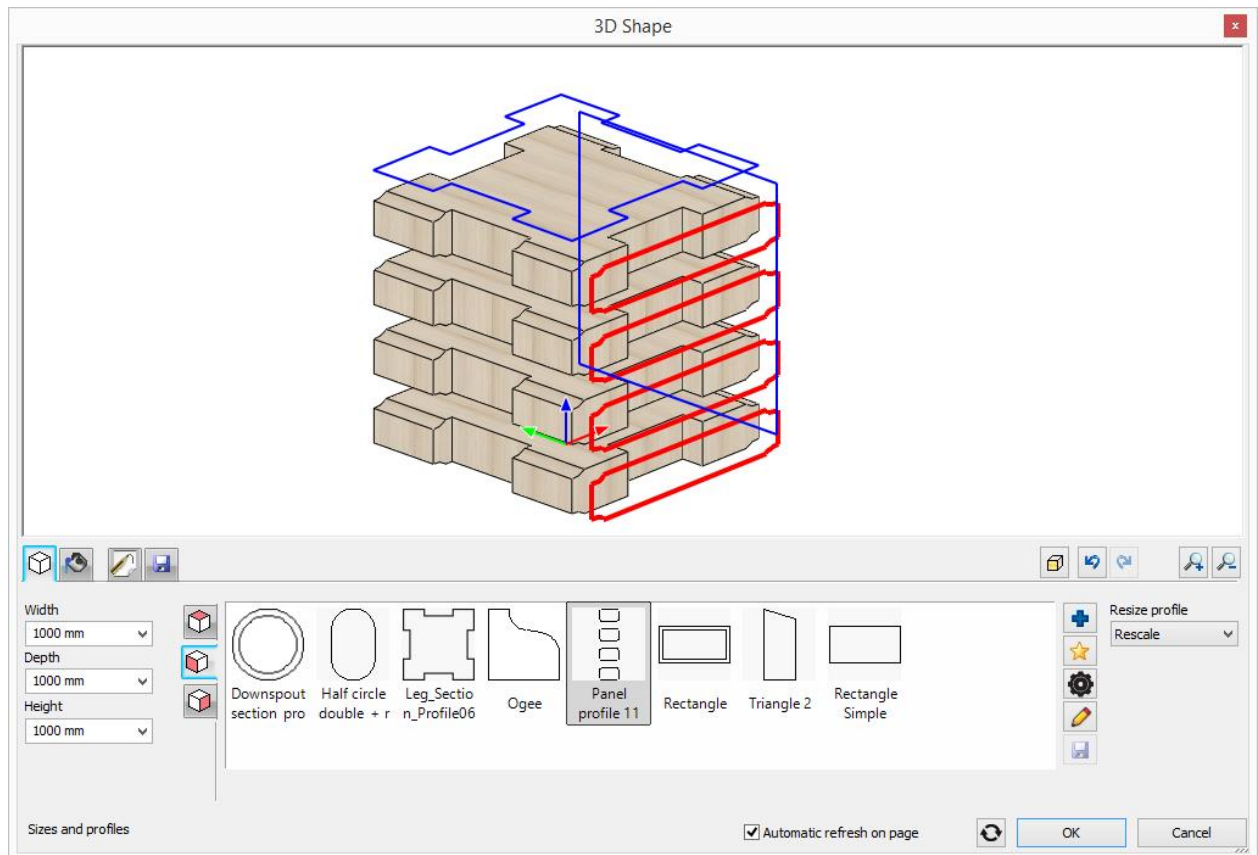 3D Shape
x
Width
1000 mm
Depth
1000 mm
Height
1000 mm
Downspout
section pro
Half circle
double + r
Leg_Sectio
n_Profile06
Ogee
Panel
profile 11
Rectangle
Triangle 2
Rectangle
Simple
Resize profile
Rescale
Sizes and profiles
Automatic refresh on page
OK
Cancel